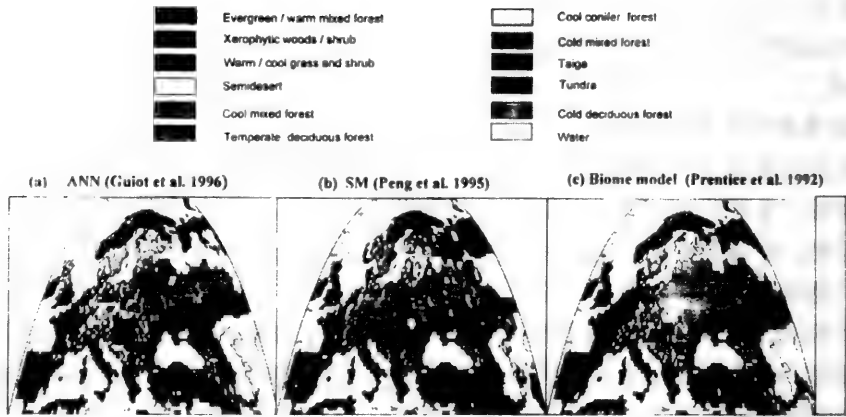 Evergreen / warm mixed forest
Xerophytic woods / shrub
Warm / cool grass and shrub
Semidesert
Cool mixed forest
Temperate deciduous forest
Cool conifer forest
Cold mixed forest
Taiga
Tundra
Cold deciduous forest
Water
(a) ANN (Guiot et al. 1996)
(b) SM (Peng et al. 1995)
(c) Biome model (Prentice et al. 1992)